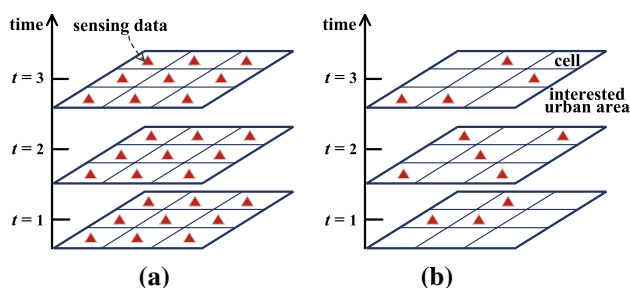 time
sensing data
t = 3
t = 2
t = 1
(a)
time
cell
t = 3
interested
urban area
t = 2
t = 1
(b)